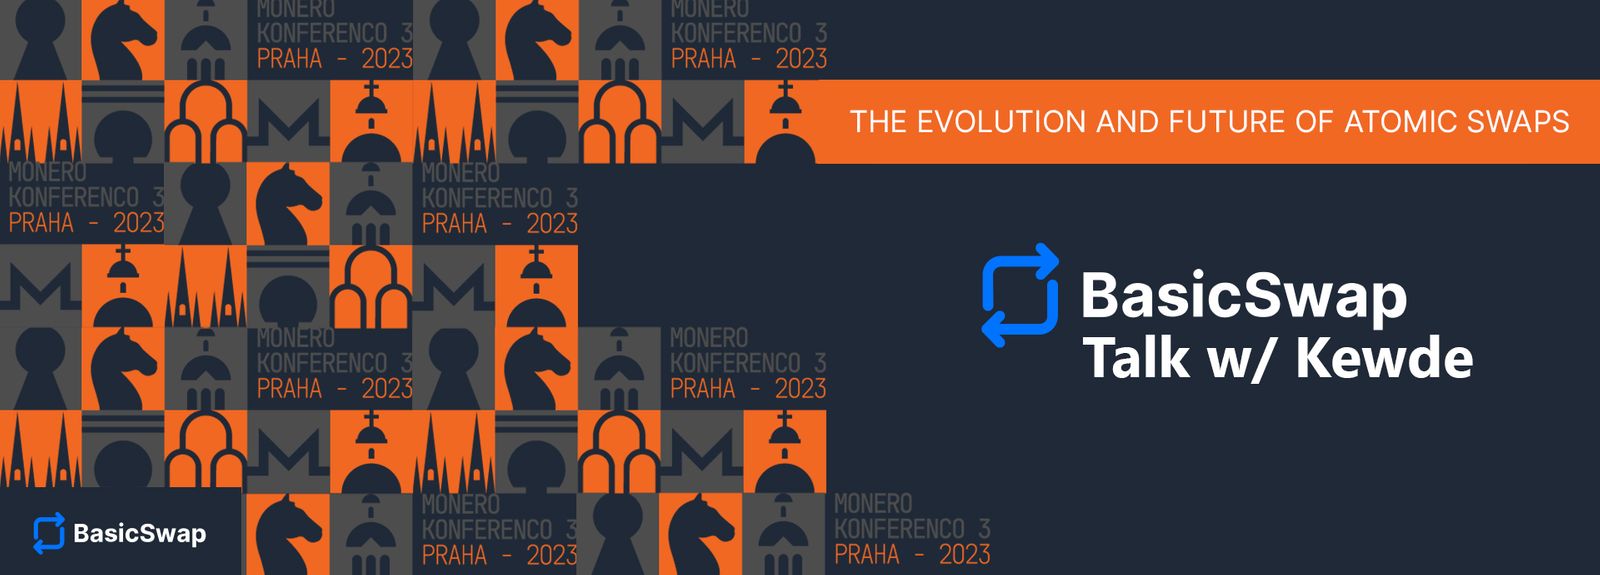 MONERO
KONFERENCO 3
PRAHA - 2023
MONERO
KONFERENCO 3
PRAHA - 2023
THE EVOLUTION AND FUTURE OF ATOMIC SWAPS
MONERO
KONFERENCO 3
PRAHA - 2023
MONERO
KONFERENCO 3
PRAHA - 2023
BasicSwap
Talk w/ Kewde
MONERO
KONFERENCO 3
PRAHA - 2023
MONERO
KONFERENCO 3
PRAHA - 2023
BasicSwap
MONERO
KONFERENCO 3
PRAHA - 2023
MONERO
KONFERENCO 3
PRAHA - 2023